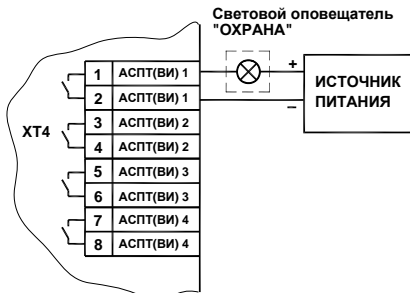 Световой оповещатель
"ОХРАНА"
+
ИСТОЧНИК
ПИТАНИЯ
–
ХТ4
1 АСПТ(ВИ) 1
2 АСПТ(ВИ) 1
3 АСПТ(ВИ) 2
4 АСПТ(ВИ) 2
5 АСПТ(ВИ) 3
6 АСПТ(ВИ) 3
7 АСПТ(ВИ) 4
8 АСПТ(ВИ) 4